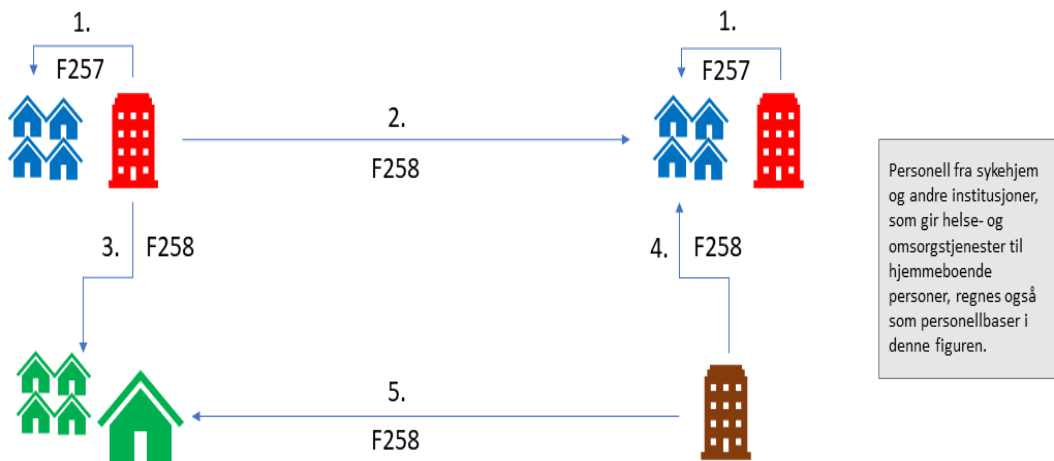 1.
F257
1.
F257
2.
F258
3. F258
4. F258
5.
F258
Personell fra sykehjem
og andre institusjoner,
som gir helse- og
omsorgstjenester til
hjemmeboende
personer, regnes også
som personellbaser i
denne figuren.